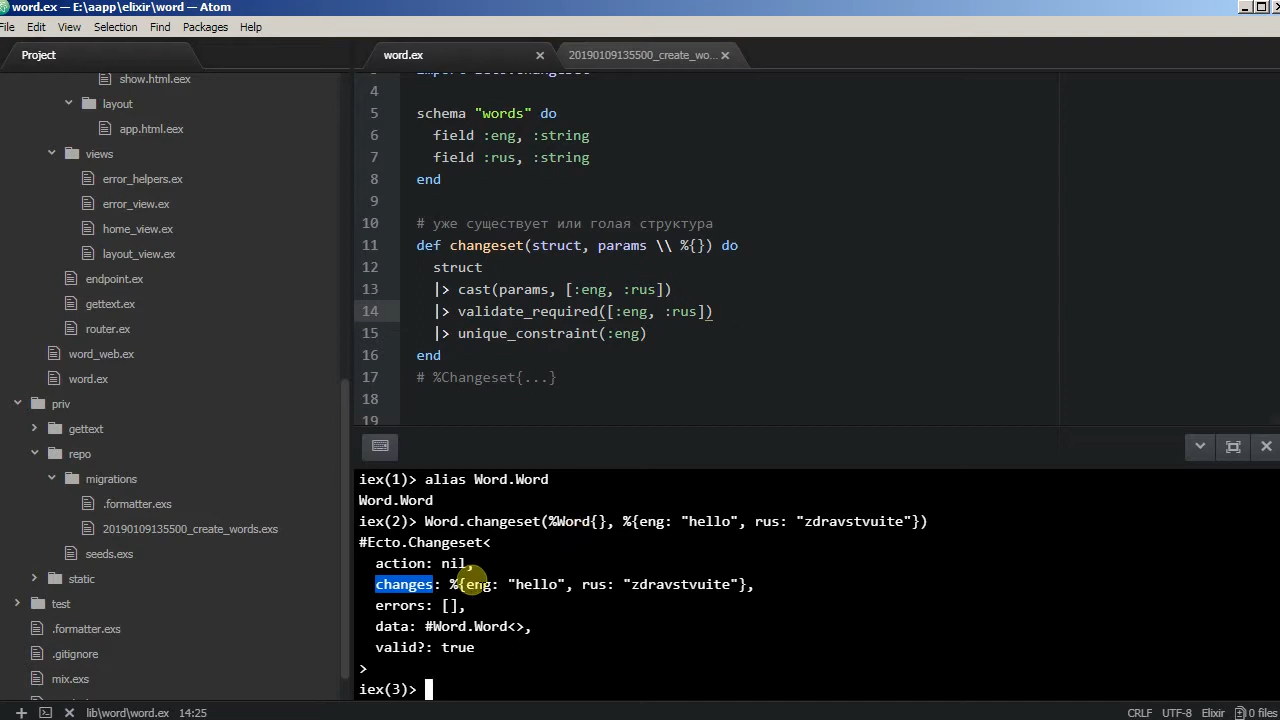 word.ex — E:\aapp\elixir\word — Atom
File Edit View Selection Find Packages Help
Project
word.ex
20190109135500_create_wo...
show.html.eex
layout
app.html.eex
views
error_helpers.ex
error_view.ex
home_view.ex
layout_view.ex
endpoint.ex
gettext.ex
router.ex
word_web.ex
word.ex
priv
gettext
repo
migrations
.formatter.exs
20190109135500_create_words.exs
seeds.exs
static
test
.formatter.exs
.gitignore
mix.exs
4
5 schema "words" do
6 field :eng, :string
7 field :rus, :string
8 end
9
10 # уже существует или голая структура
11 def changeset(struct, params \\ %{}) do
12 struct
13 |> cast(params, [:eng, :rus])
14 |> validate_required([:eng, :rus])
15 |> unique_constraint(:eng)
16 end
17 # %Changeset{...}
18
19
iex(1)> alias Word.Word
Word.Word
iex(2)> Word.changeset(%Word{}, %{eng: "hello", rus: "zdravstvuite"})
#Ecto.Changeset<
action: nil,
changes: %{eng: "hello", rus: "zdravstvuite"},
errors: [],
data: #Word.Word<>,
valid?: true
>
iex(3)>
lib\word\word.ex 14:25
CRLF UTF-8 Elixir 0 files